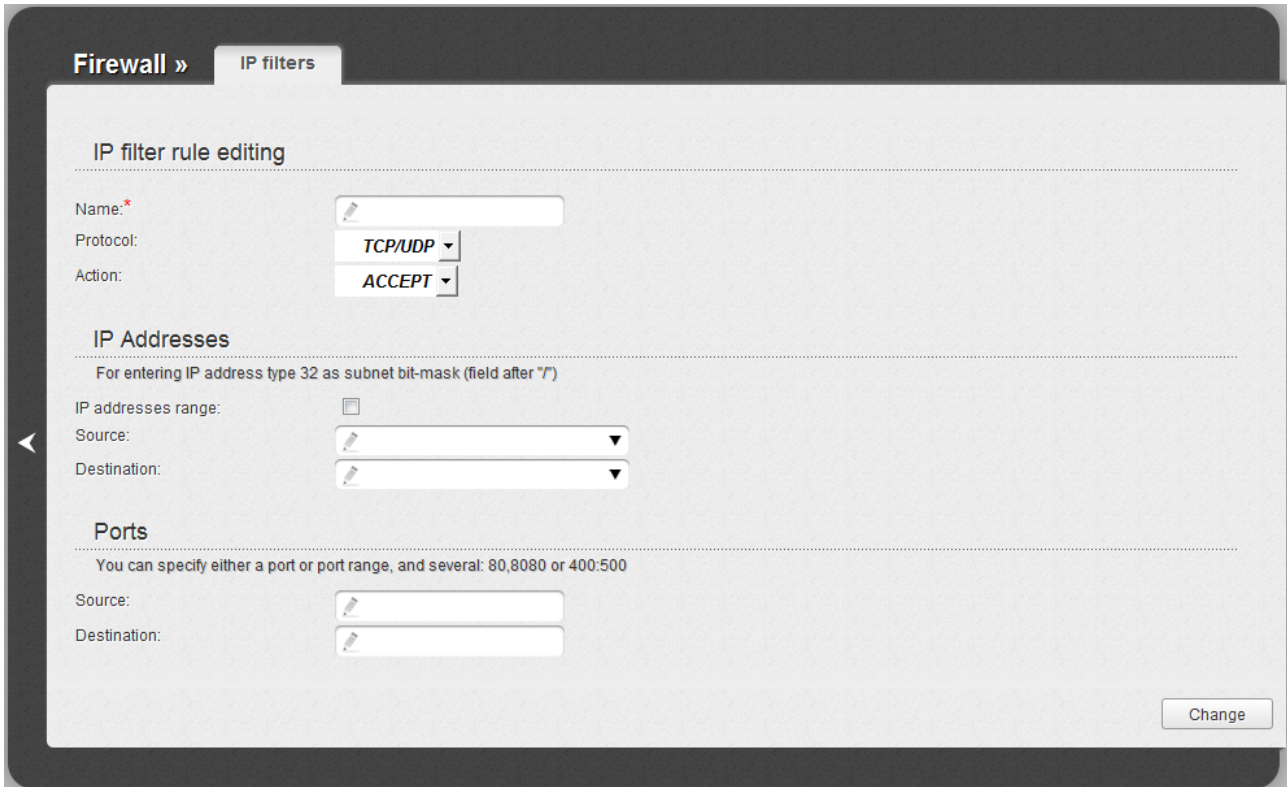 Firewall » IP filters
IP filter rule editing
Name:*
Protocol: TCP/UDP
Action: ACCEPT
IP Addresses
For entering IP address type 32 as subnet bit-mask (field after "/")
IP addresses range:
Source:
Destination:
Ports
You can specify either a port or port range, and several: 80,8080 or 400:500
Source:
Destination:
Change